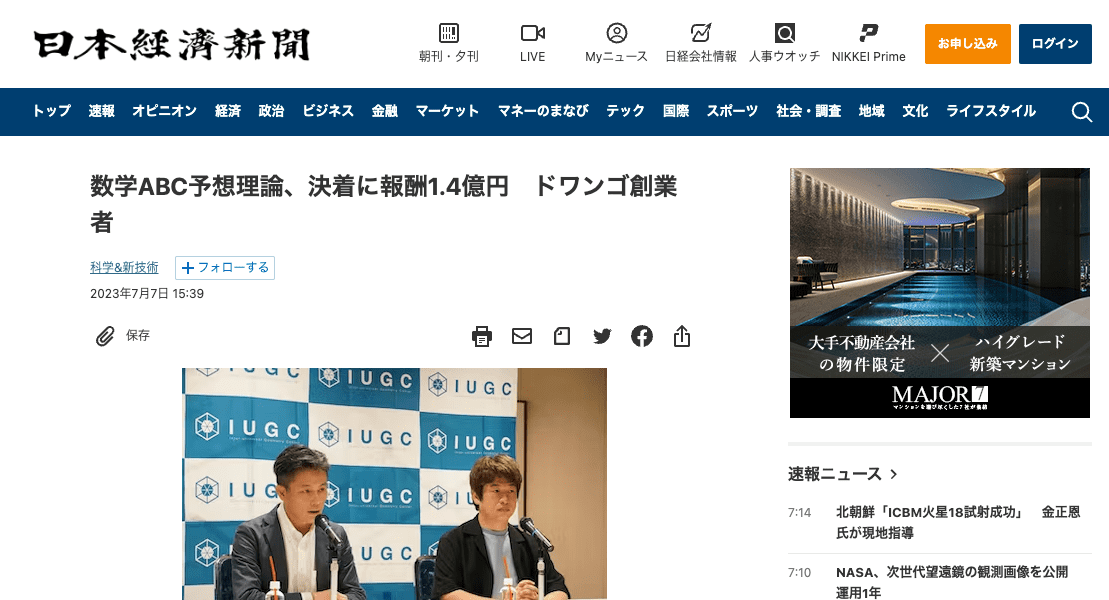 日本経済新聞
朝刊・夕刊
LIVE
Myニュース
日経会社情報
人事ウオッチ
NIKKEI Prime
お申し込み
ログイン
トップ 速報 オピニオン 経済 政治 ビジネス 金融 マーケット マネーのまなび テック 国際 スポーツ 社会・調査 地域 文化 ライフスタイル
数学ABC予想理論、決着に報酬1.4億円　ドワンゴ創業
者
科学&新技術
フォローする
2023年7月7日 15:39
保存
IUGC
IUGC
IUGC
IUGC
IUGC
IUGC
大手不動産会社
の物件限定
ハイグレード
新築マンション
MAJOR7
マンションを選び尽くした7社が集結
速報ニュース
7:14
北朝鮮「ICBM火星18試射成功」　金正恩
氏が現地指導
7:10
NASA、次世代望遠鏡の観測画像を公開
運用1年